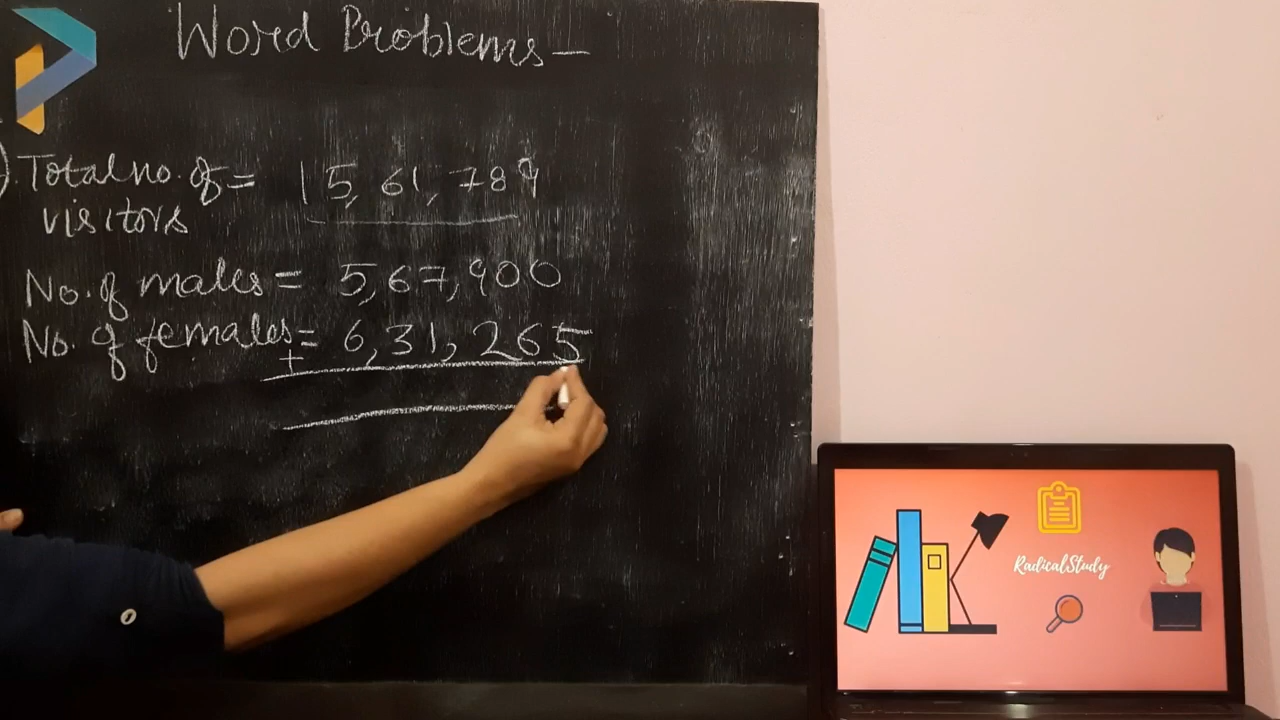 Word Problems –
). Total no. of = 15,61,789
visitors
No. of males = 5,67,900
No. of females = 6,31,265
+
RadicalStudy